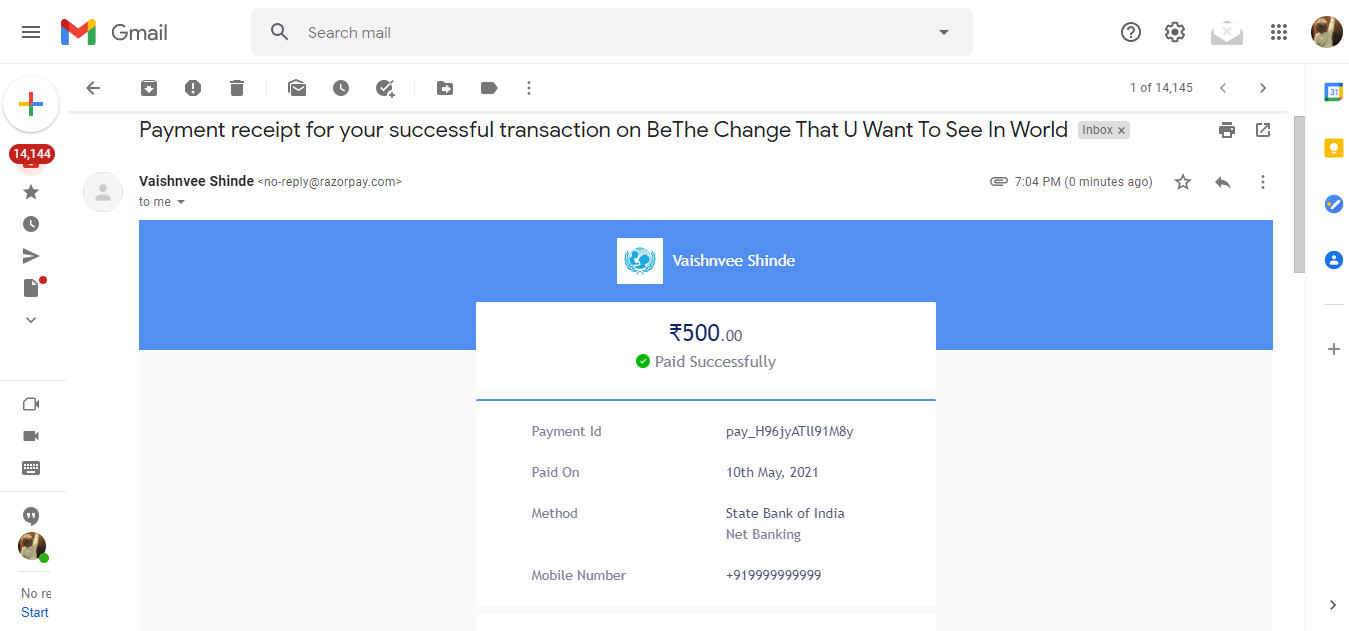 Gmail
Search mail
1 of 14,145
14,144
Payment receipt for your successful transaction on BeThe Change That U Want To See In World
Inbox ×
Vaishnvee Shinde <no-reply@razorpay.com>
7:04 PM (0 minutes ago)
to me
31
Vaishnvee Shinde
₹500.00
Paid Successfully
Payment Id pay_H96jyATll91M8y
Paid On 10th May, 2021
Method State Bank of India
Net Banking
Mobile Number +919999999999
No re
Start